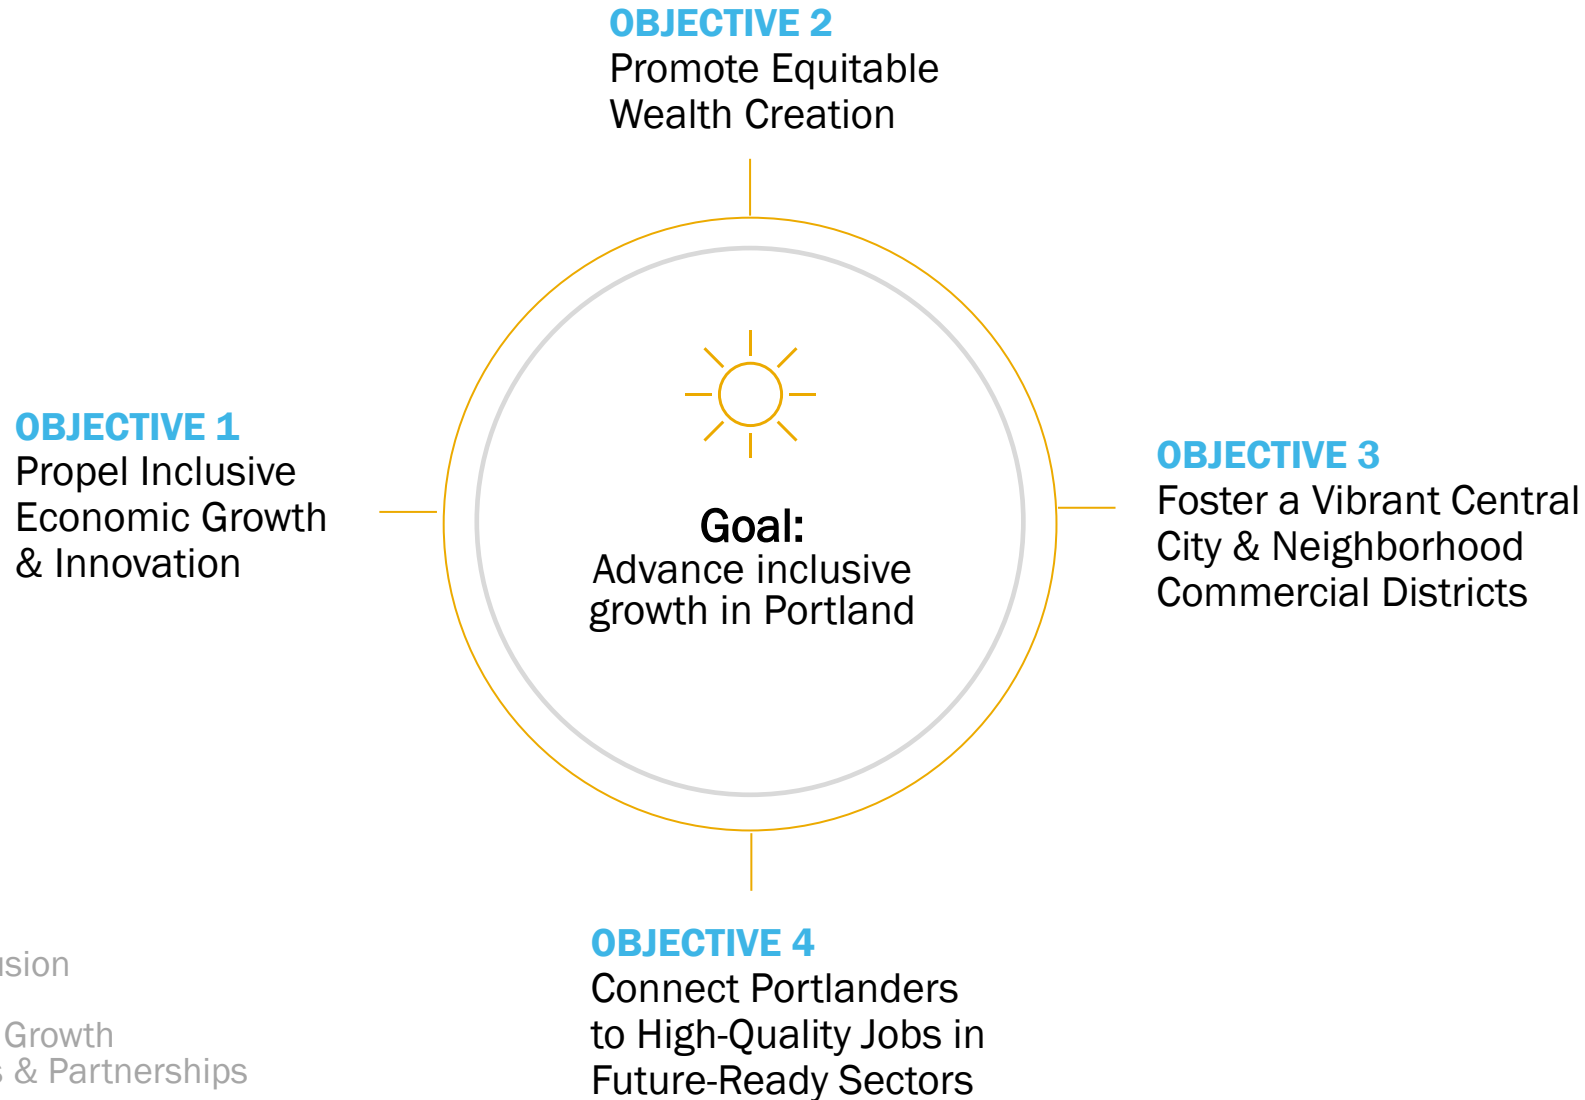 OBJECTIVE 2
Promote Equitable
Wealth Creation
OBJECTIVE 1
Propel Inclusive
Economic Growth
& Innovation
Goal:
Advance inclusive
growth in Portland
OBJECTIVE 3
Foster a Vibrant Central
City & Neighborhood
Commercial Districts
OBJECTIVE 4
Connect Portlanders
to High-Quality Jobs in
Future-Ready Sectors
Growth
& Partnerships